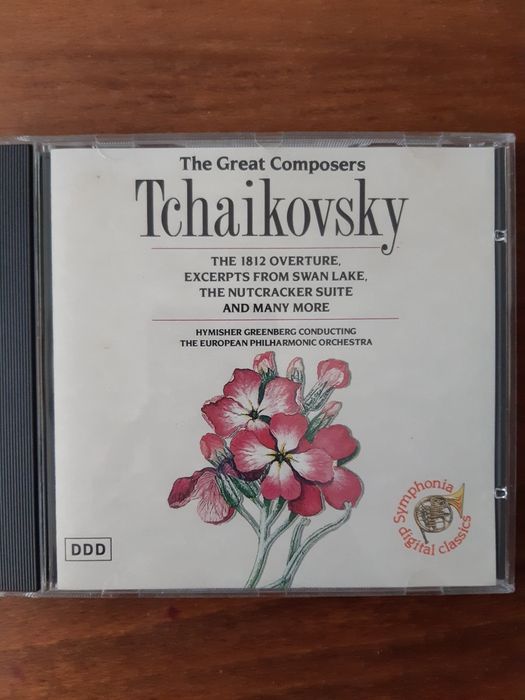 The Great Composers
Tchaikovsky
THE 1812 OVERTURE,
EXCERPTS FROM SWAN LAKE,
THE NUTCRACKER SUITE
AND MANY MORE
HYMISHER GREENBERG CONDUCTING
THE EUROPEAN PHILHARMONIC ORCHESTRA
Symphonia
digital classics
DDD